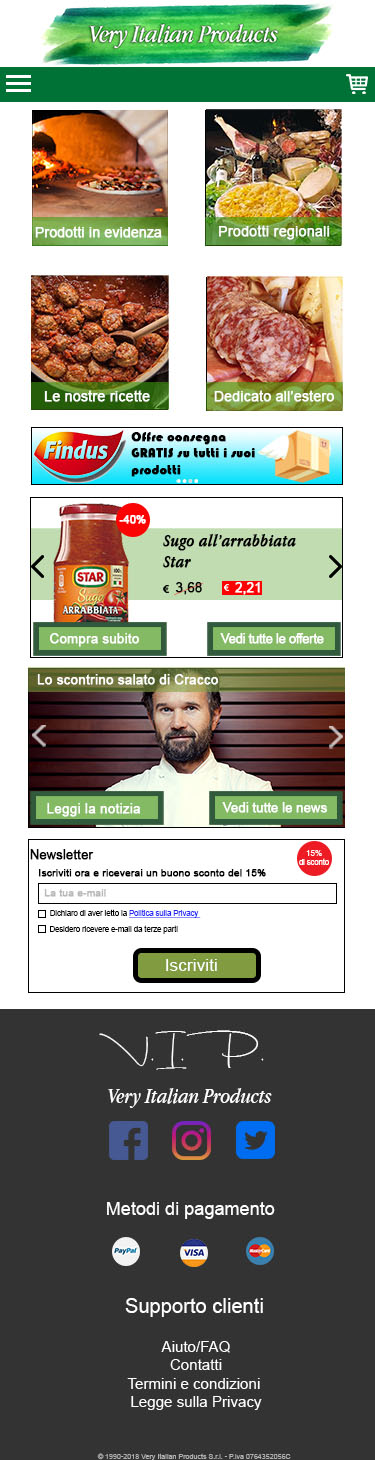 Very Italian Products
Prodotti in evidenza
Prodotti regionali
Le nostre ricette
Dedicato all'estero
Findus
Offre consegna
GRATIS su tutti i suoi
prodotti
-40%
Sugo all'arrabbiata
Star
€ 3,68
€ 2,21
STAR
100%
Sugo
ARRABBIATA
Compra subito
Vedi tutte le offerte
Lo scontrino salato di Cracco
Leggi la notizia
Vedi tutte le news
Newsletter
15%
di sconto
Iscriviti ora e riceverai un buono sconto del 15%
La tua e-mail
Dichiaro di aver letto la Politica sulla Privacy
Desidero ricevere e-mail da terze parti
Iscriviti
V.I.P.
Very Italian Products
Metodi di pagamento
PayPal
VISA
MasterCard
Supporto clienti
Aiuto/FAQ
Contatti
Termini e condizioni
Legge sulla Privacy
© 1990-2018 Very Italian Products S.r.l. - P.iva 0764352056C